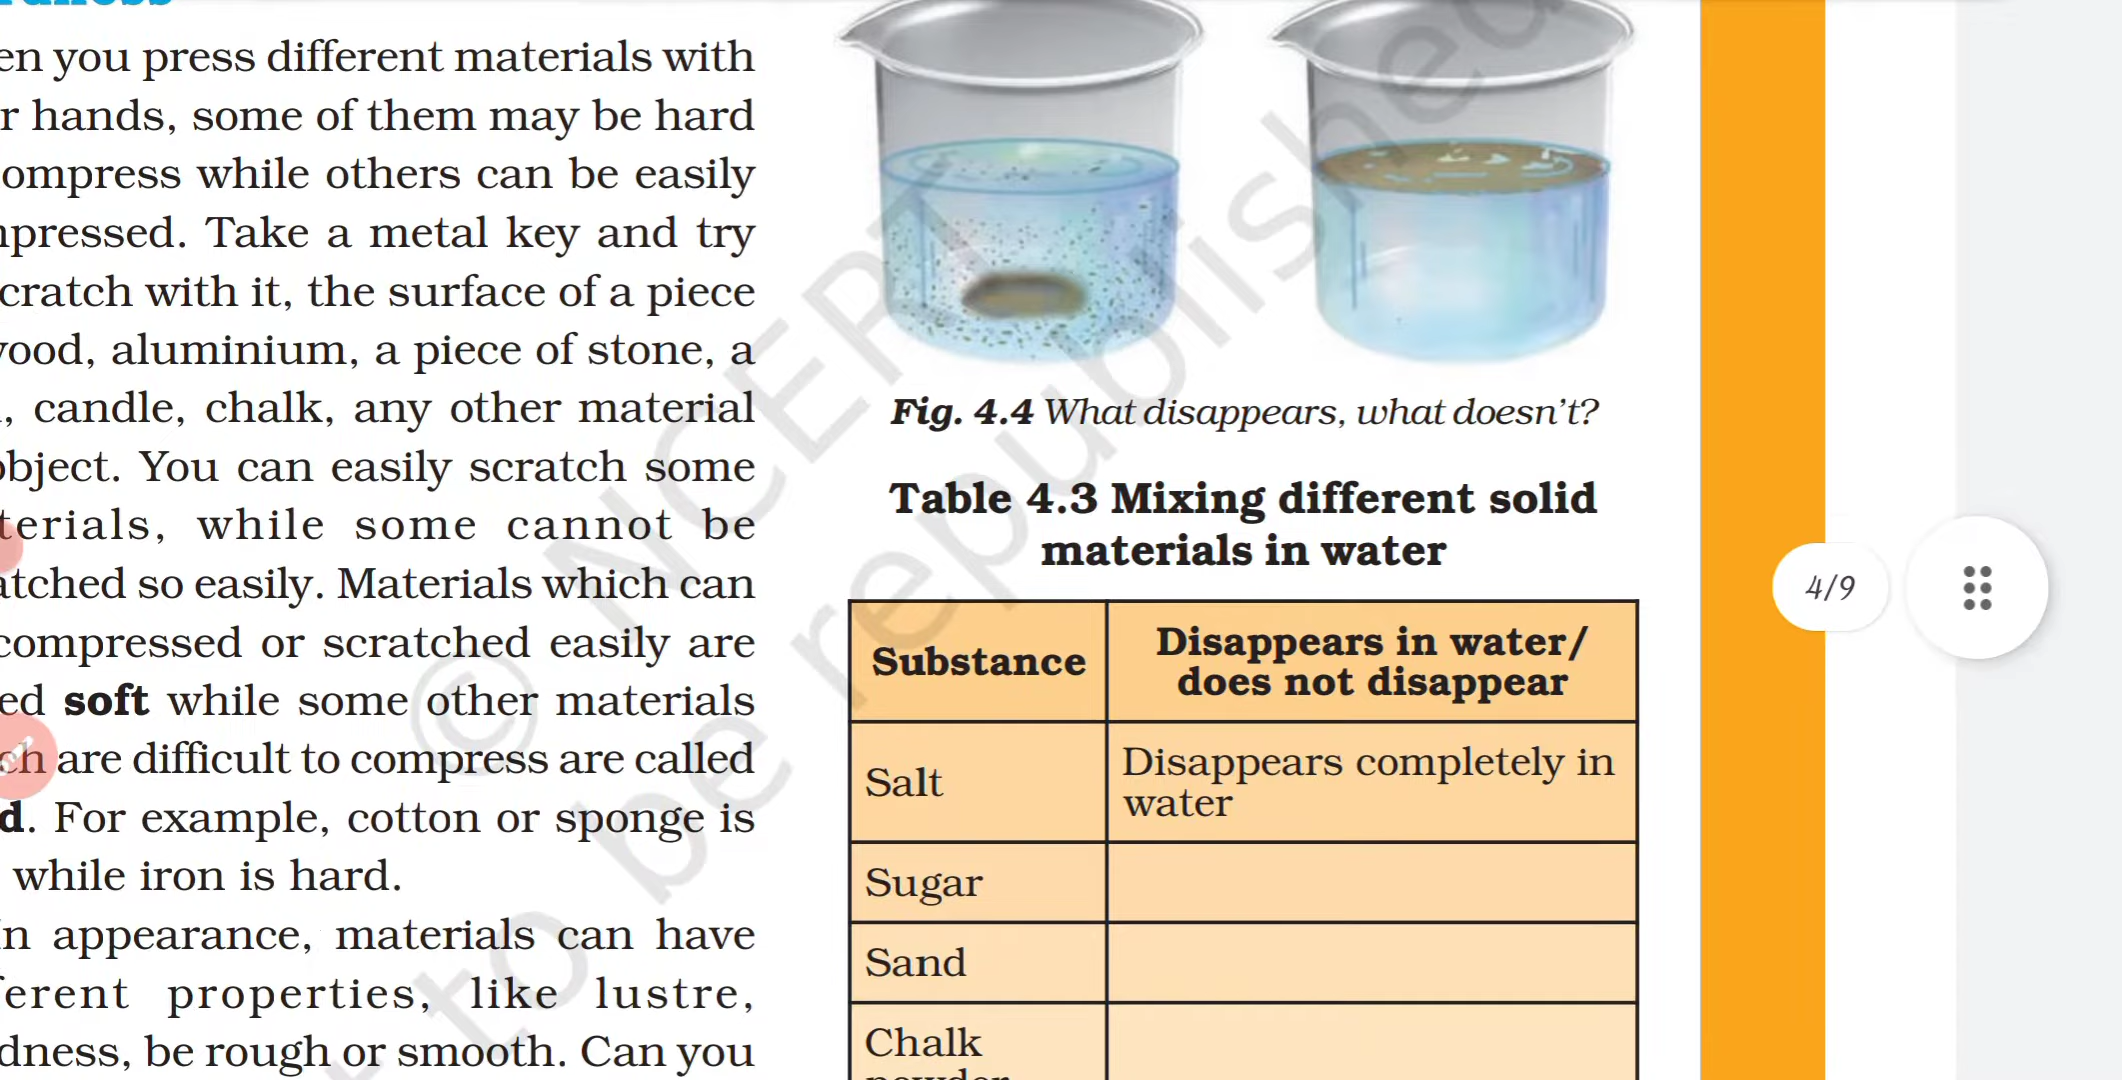 en you press different materials with
r hands, some of them may be hard
ompress while others can be easily
pressed. Take a metal key and try
cratch with it, the surface of a piece
ood, aluminium, a piece of stone, a
, candle, chalk, any other material
bject. You can easily scratch some
terials, while some cannot be
atched so easily. Materials which can
compressed or scratched easily are
ed soft while some other materials
ch are difficult to compress are called
d. For example, cotton or sponge is
while iron is hard.
In appearance, materials can have
erent properties, like lustre,
dness, be rough or smooth. Can you
Fig. 4.4 What disappears, what doesn't?
Table 4.3 Mixing different solid
materials in water
Substance
Disappears in water/
does not disappear
Salt
Disappears completely in
water
Sugar
Sand
Chalk
powder
4/9
© NCERT
to be republished